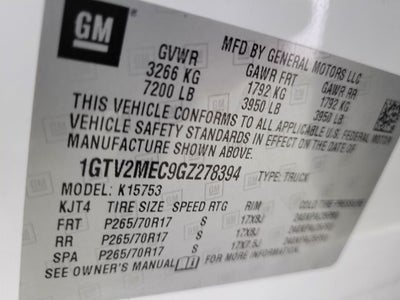 GM
MFD BY GENERAL MOTORS LLC
GVWR GAWR FRT GAWR RR
3266 KG 1792 KG 1792 KG
7200 LB 3950 LB 3950 LB
THIS VEHICLE CONFORMS TO ALL APPLICABLE U.S. FEDERAL MOTOR
VEHICLE SAFETY STANDARDS IN EFFECT ON THE DATE OF
MANUFACTURE SHOWN ABOVE.
1GTV2MEC9GZ278394 TYPE: TRUCK
MODEL: K15753
KJT4 TIRE SIZE SPEED RTG RIM COLD TIRE PRESSURE
FRT P265/70R17 S 17X8J
RR P265/70R17 S 17X8J
SPA P265/70R17 S 17X7.5J
SEE OWNER'S MANUAL FOR ADDITIONAL INFORMATION.